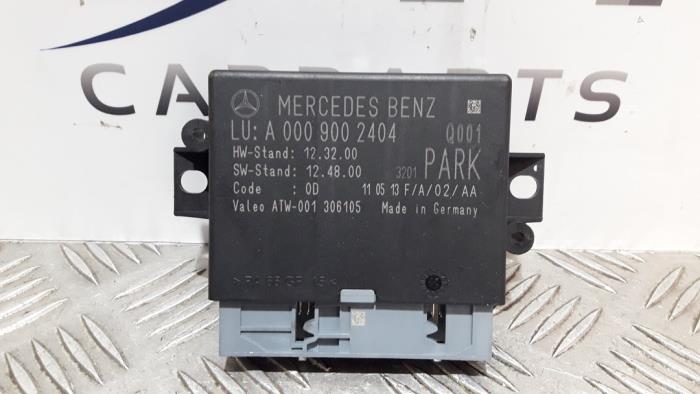 CARPARTS
MERCEDES BENZ
LU: A 000 900 2404 Q001
HW-Stand: 12.32.00
SW-Stand: 12.48.00 3201 PARK
Code : 0D 11 05 13 F/A/02/AA
Valeo ATW-001 306105 Made in Germany